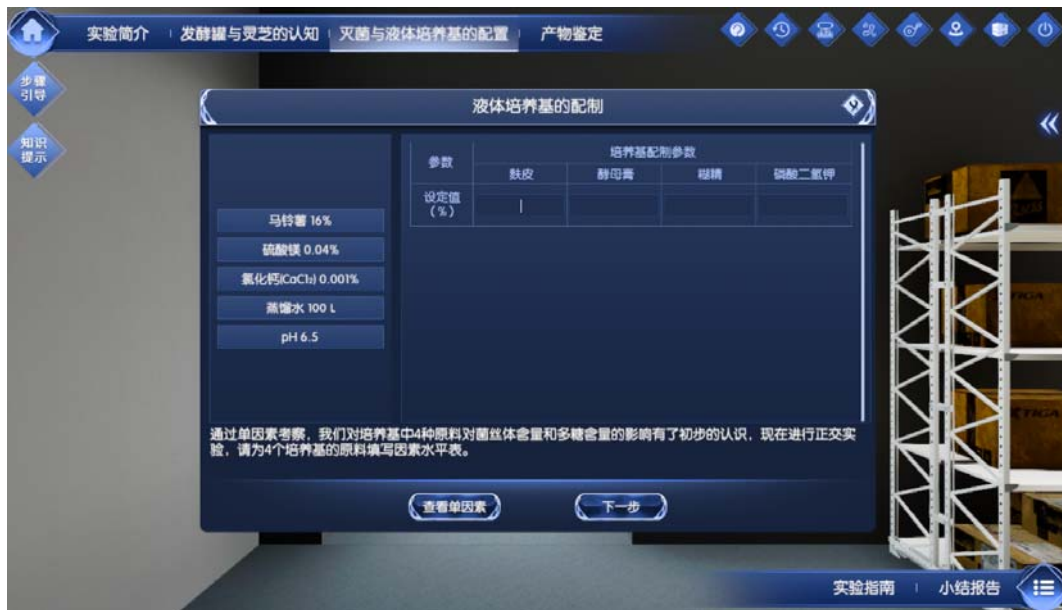 实验简介
发酵罐与灵芝的认知
灭菌与液体培养基的配置
产物鉴定
步骤
引导
知识
提示
液体培养基的配制
参数
培养基配制参数
麸皮
酵母膏
糊精
磷酸二氢钾
设定值
(%)
马铃薯 16%
硫酸镁 0.04%
氯化钙(CaCl₂) 0.001%
蒸馏水 100 L
pH 6.5
通过单因素考察，我们对培养基中4种原料对菌丝体含量和多糖含量的影响有了初步的认识，现在进行正交实
验，请为4个培养基的原料填写因素水平表。
查看单因素
下一步
实验指南
小结报告